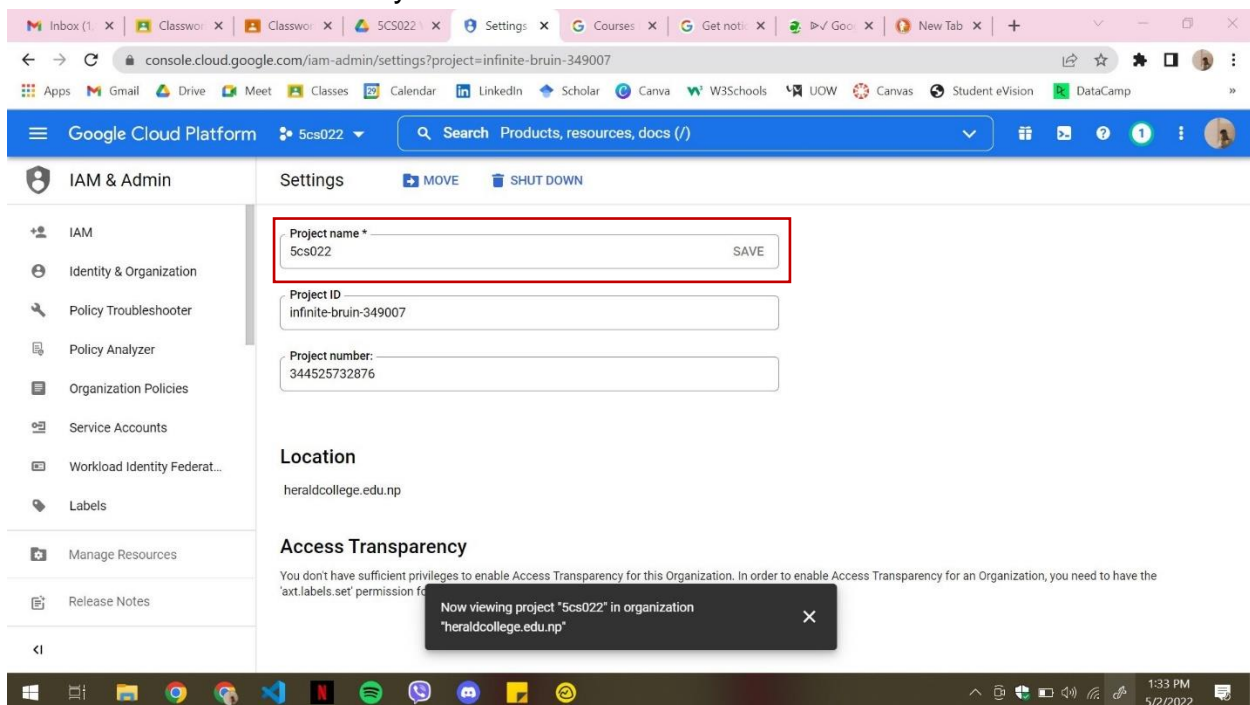 Inbox (1
Classwor
Classwor
5CS022 \
Settings
Courses
Get notic
Goo
New Tab
console.cloud.google.com/iam-admin/settings?project=infinite-bruin-349007
Apps Gmail Drive Meet Classes Calendar LinkedIn Scholar Canva W3Schools UOW Canvas Student eVision DataCamp »
Google Cloud Platform 5cs022 Search Products, resources, docs (/) 1
IAM & Admin
Settings MOVE SHUT DOWN
IAM
Identity & Organization
Policy Troubleshooter
Policy Analyzer
Organization Policies
Service Accounts
Workload Identity Federat...
Labels
Manage Resources
Release Notes
Project name *
5cs022 SAVE
Project ID
infinite-bruin-349007
Project number:
344525732876
Location
heraldcollege.edu.np
Access Transparency
You don't have sufficient privileges to enable Access Transparency for this Organization. In order to enable Access Transparency for an Organization, you need to have the
'axt.labels.set' permission
Now viewing project "5cs022" in organization
"heraldcollege.edu.np"
1:33 PM
5/2/2022